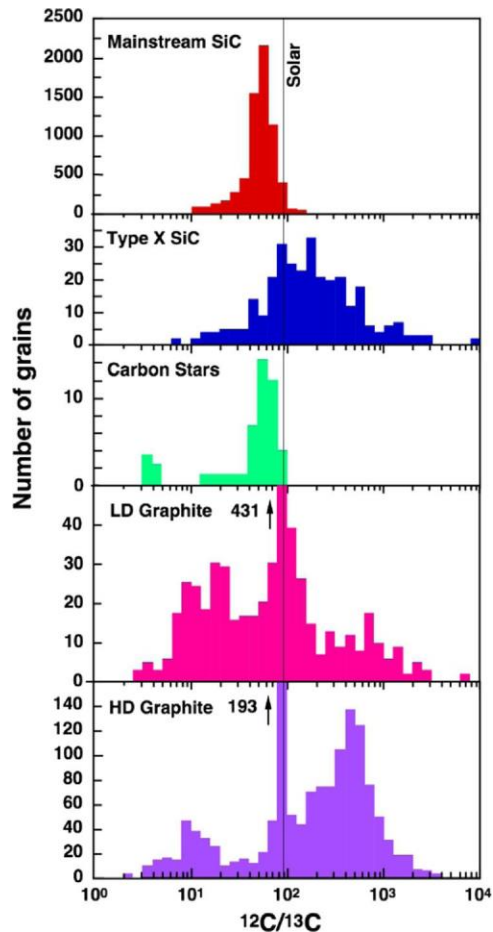 2500
Mainstream SiC
2000
1500
1000
500
0
Solar
Type X SiC
30
20
10
0
Carbon Stars
10
0
LD Graphite 431
40
30
20
10
0
HD Graphite 193
140
120
100
80
60
40
20
0
10⁰ 10¹ 10² 10³ 10⁴
¹²C/¹³C
Number of grains